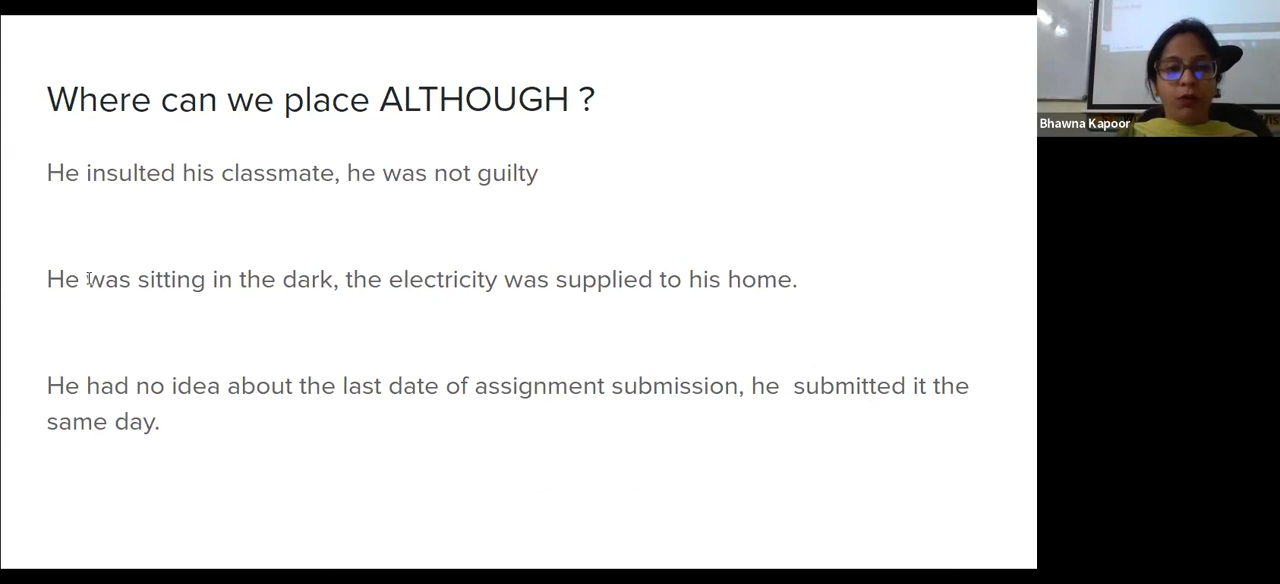 Where can we place ALTHOUGH ?
He insulted his classmate, he was not guilty
He was sitting in the dark, the electricity was supplied to his home.
He had no idea about the last date of assignment submission, he  submitted it the
same day.
Bhawna Kapoor